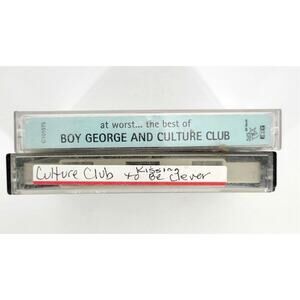 at worst... the best of
BOY GEORGE AND CULTURE CLUB
Culture Club Kissing
to Be Clever